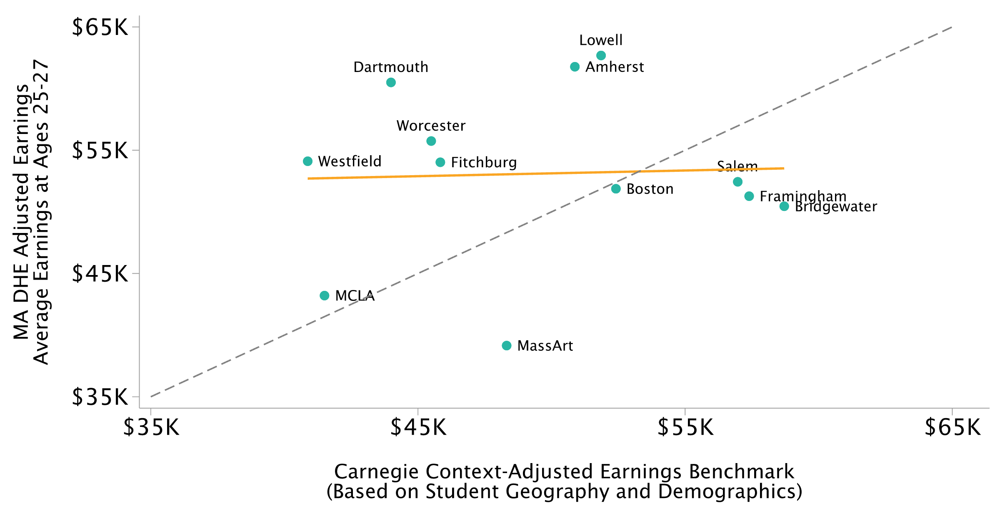 MA DHE Adjusted Earnings
Average Earnings at Ages 25-27
$65K
$55K
$45K
$35K
Lowell
Amherst
Dartmouth
Worcester
Westfield
Fitchburg
Salem
Boston
Framingham
Bridgewater
MCLA
MassArt
$35K
$45K
$55K
$65K
Carnegie Context-Adjusted Earnings Benchmark
(Based on Student Geography and Demographics)